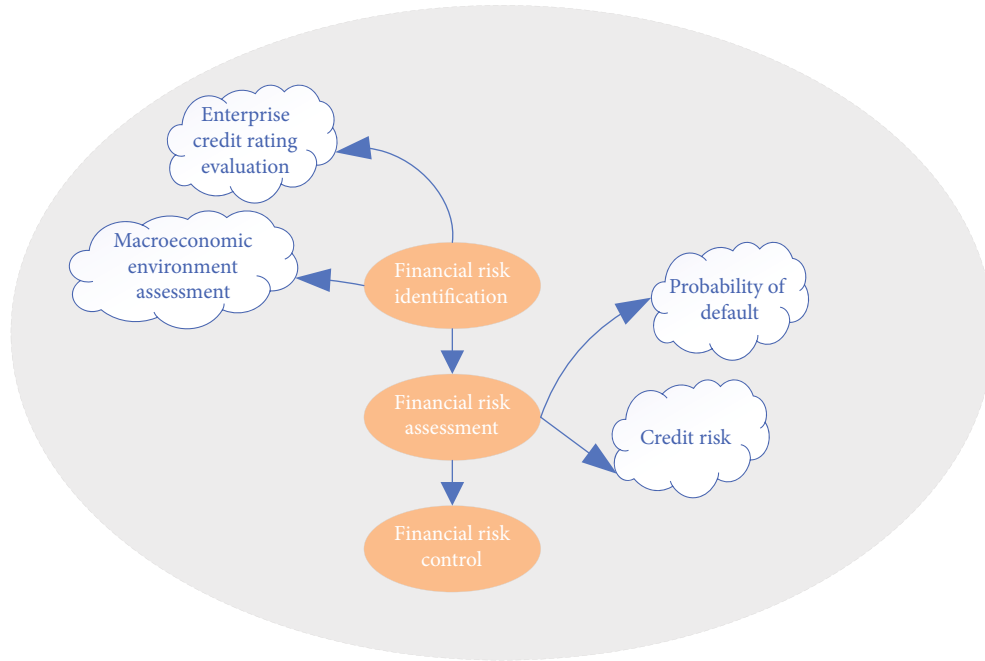 Enterprise
credit rating
evaluation
Macroeconomic
environment
assessment
Financial risk
identification
Probability of
default
Financial risk
assessment
Credit risk
Financial risk
control